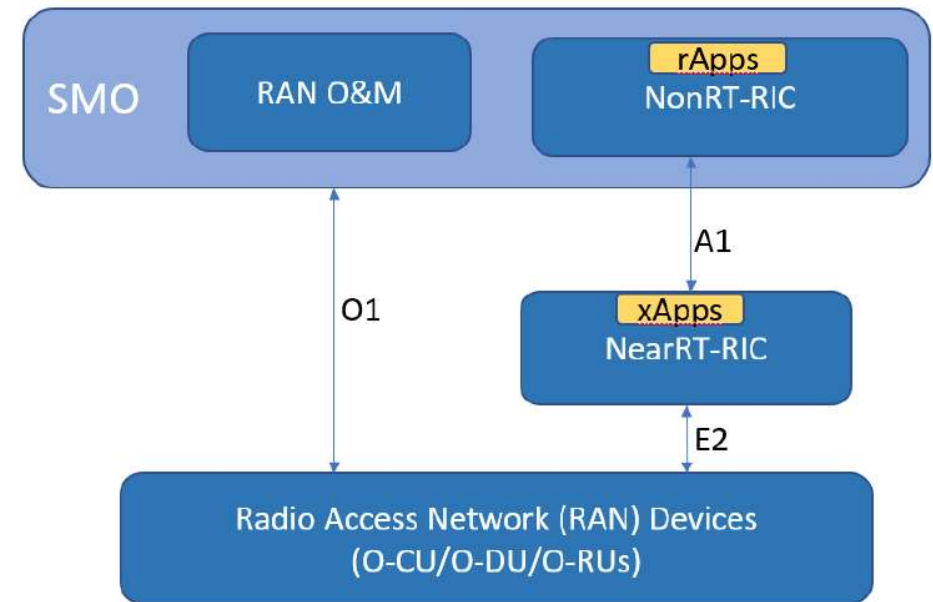 SMO
RAN O&M
rApps
NonRT-RIC
A1
O1
xApps
NearRT-RIC
E2
Radio Access Network (RAN) Devices
(O-CU/O-DU/O-RUs)